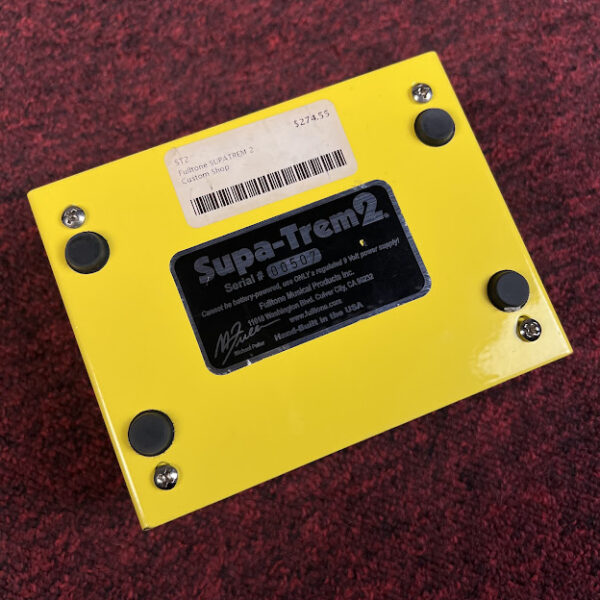 $274.55
ST2
Fulltone SUPATREM 2
Custom Shop
Supa-Trem2
Serial # 00507
Cannot be battery-powered, use ONLY a regulated 9 Volt power supply!
Fulltone Musical Products Inc.
11018 Washington Blvd. Culver City, CA 90232
www.fulltone.com
Hand-Built in the USA
Michael Fuller